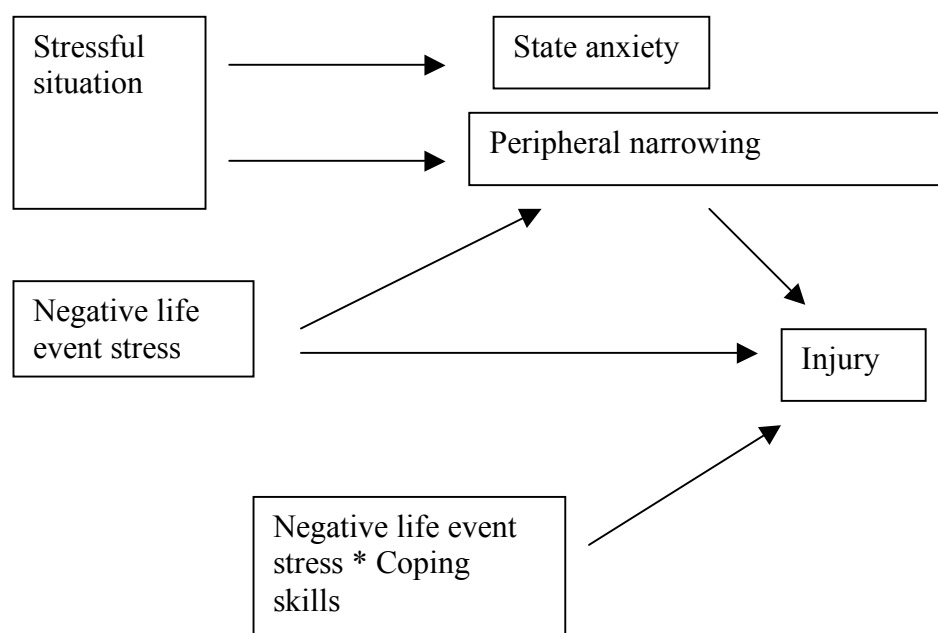 Stressful
situation
State anxiety
Peripheral narrowing
Negative life
event stress
Injury
Negative life event
stress * Coping
skills